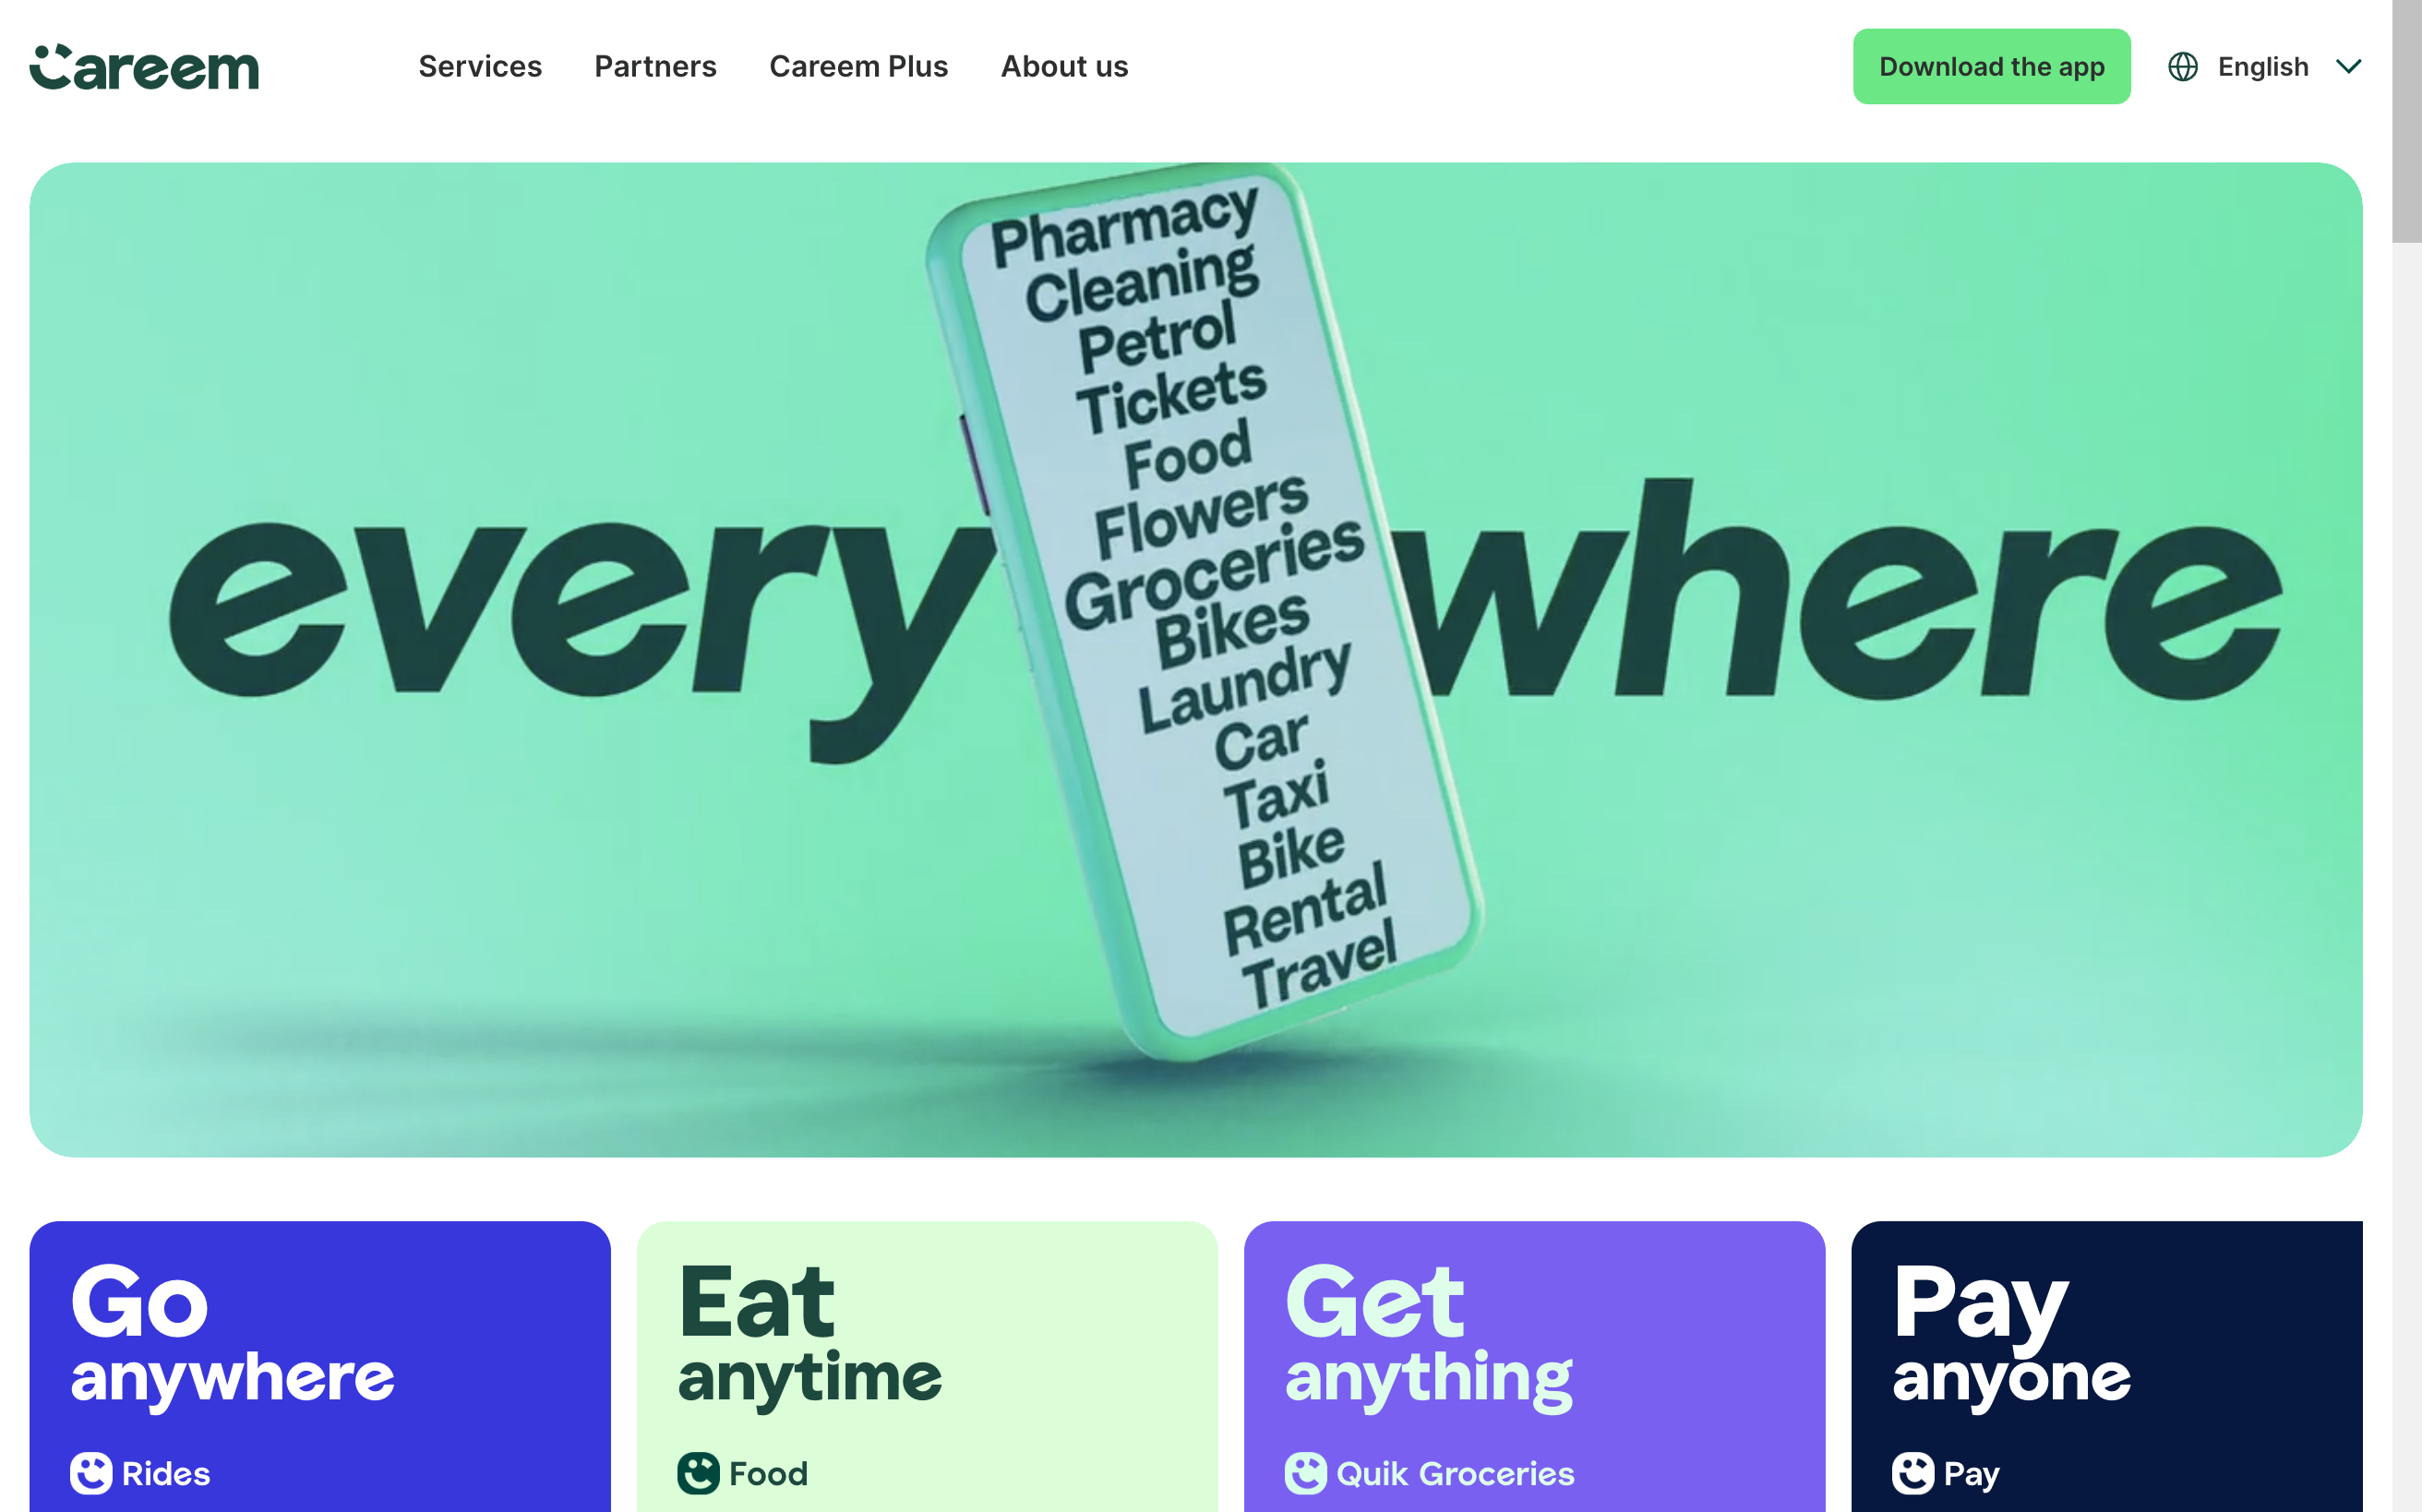 Careem
Services
Partners
Careem Plus
About us
Download the app
English
every
where
Pharmacy
Cleaning
Petrol
Tickets
Food
Flowers
Groceries
Bikes
Laundry
Car
Taxi
Bike
Rental
Travel
Go
anywhere
Rides
Eat
anytime
Food
Get
anything
Quik Groceries
Pay
anyone
Pay